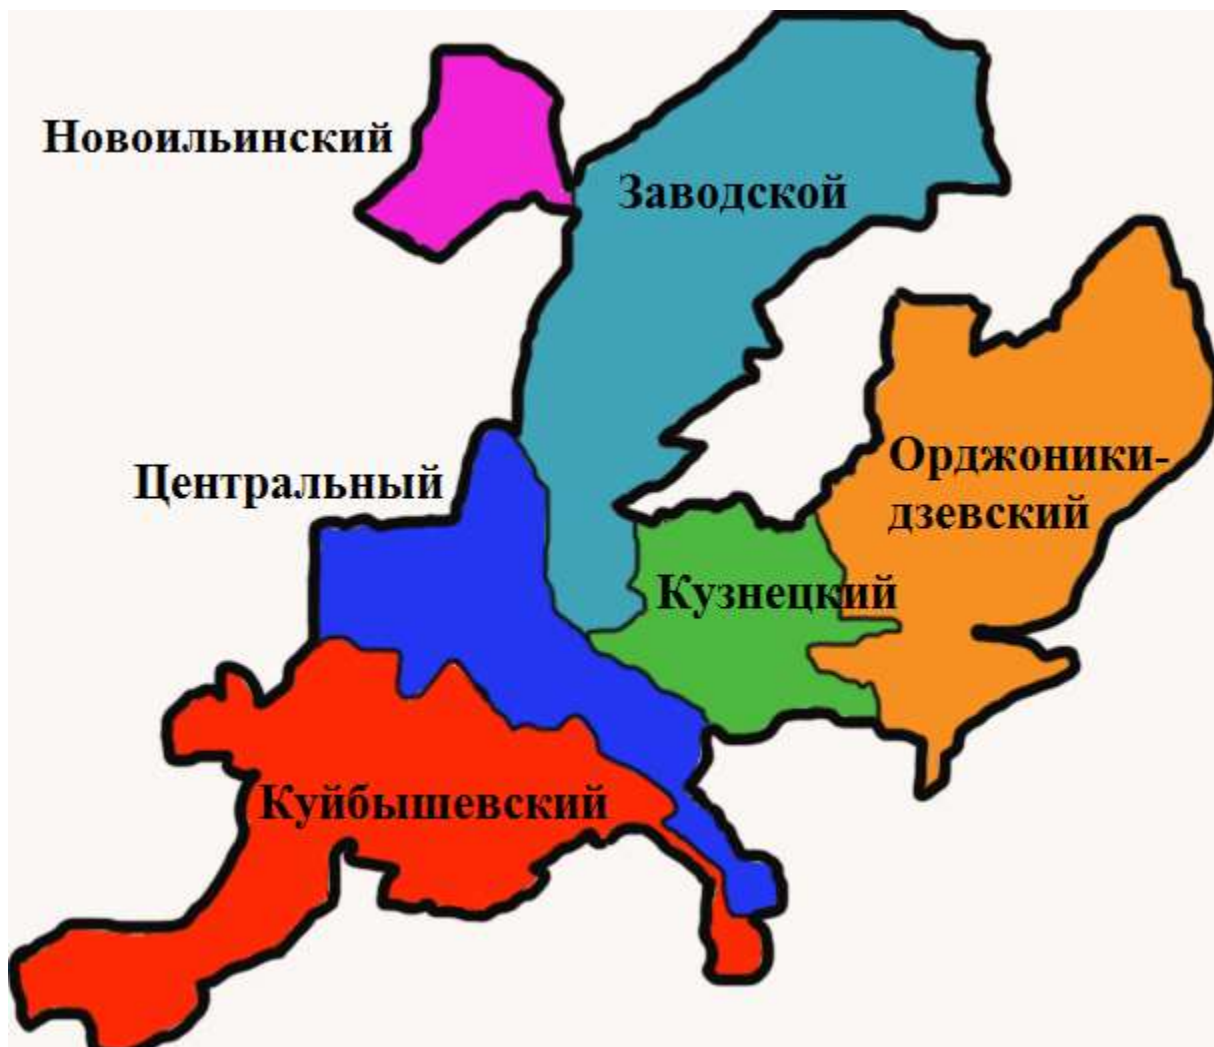 Новоильинский
Заводской
Орджоники-
дзевский
Центральный
Кузнецкий
Куйбышевский